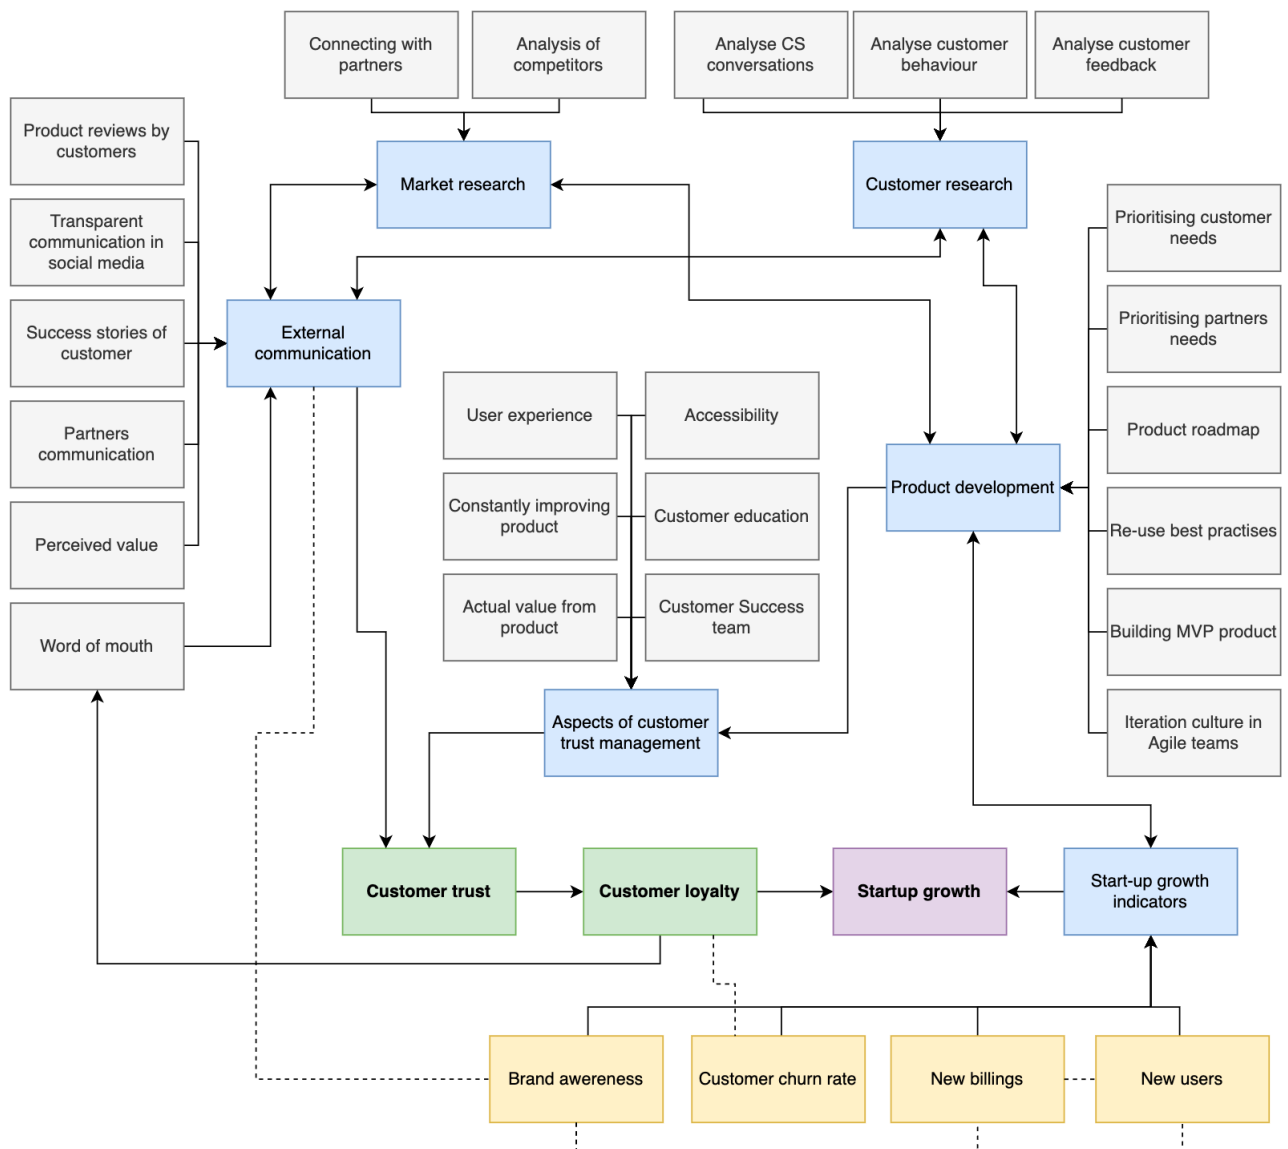 Connecting with
partners
Analysis of
competitors
Analyse CS
conversations
Analyse customer
behaviour
Analyse customer
feedback
Product reviews by
customers
Market research
Customer research
Transparent
communication in
social media
Prioritising customer
needs
Success stories of
customer
External
communication
Prioritising partners
needs
Partners
communication
User experience
Accessibility
Product roadmap
Perceived value
Constantly improving
product
Customer education
Product development
Re-use best practises
Word of mouth
Actual value from
product
Customer Success
team
Building MVP product
Aspects of customer
trust management
Iteration culture in
Agile teams
Customer trust
Customer loyalty
Startup growth
Start-up growth
indicators
Brand awereness
Customer churn rate
New billings
New users